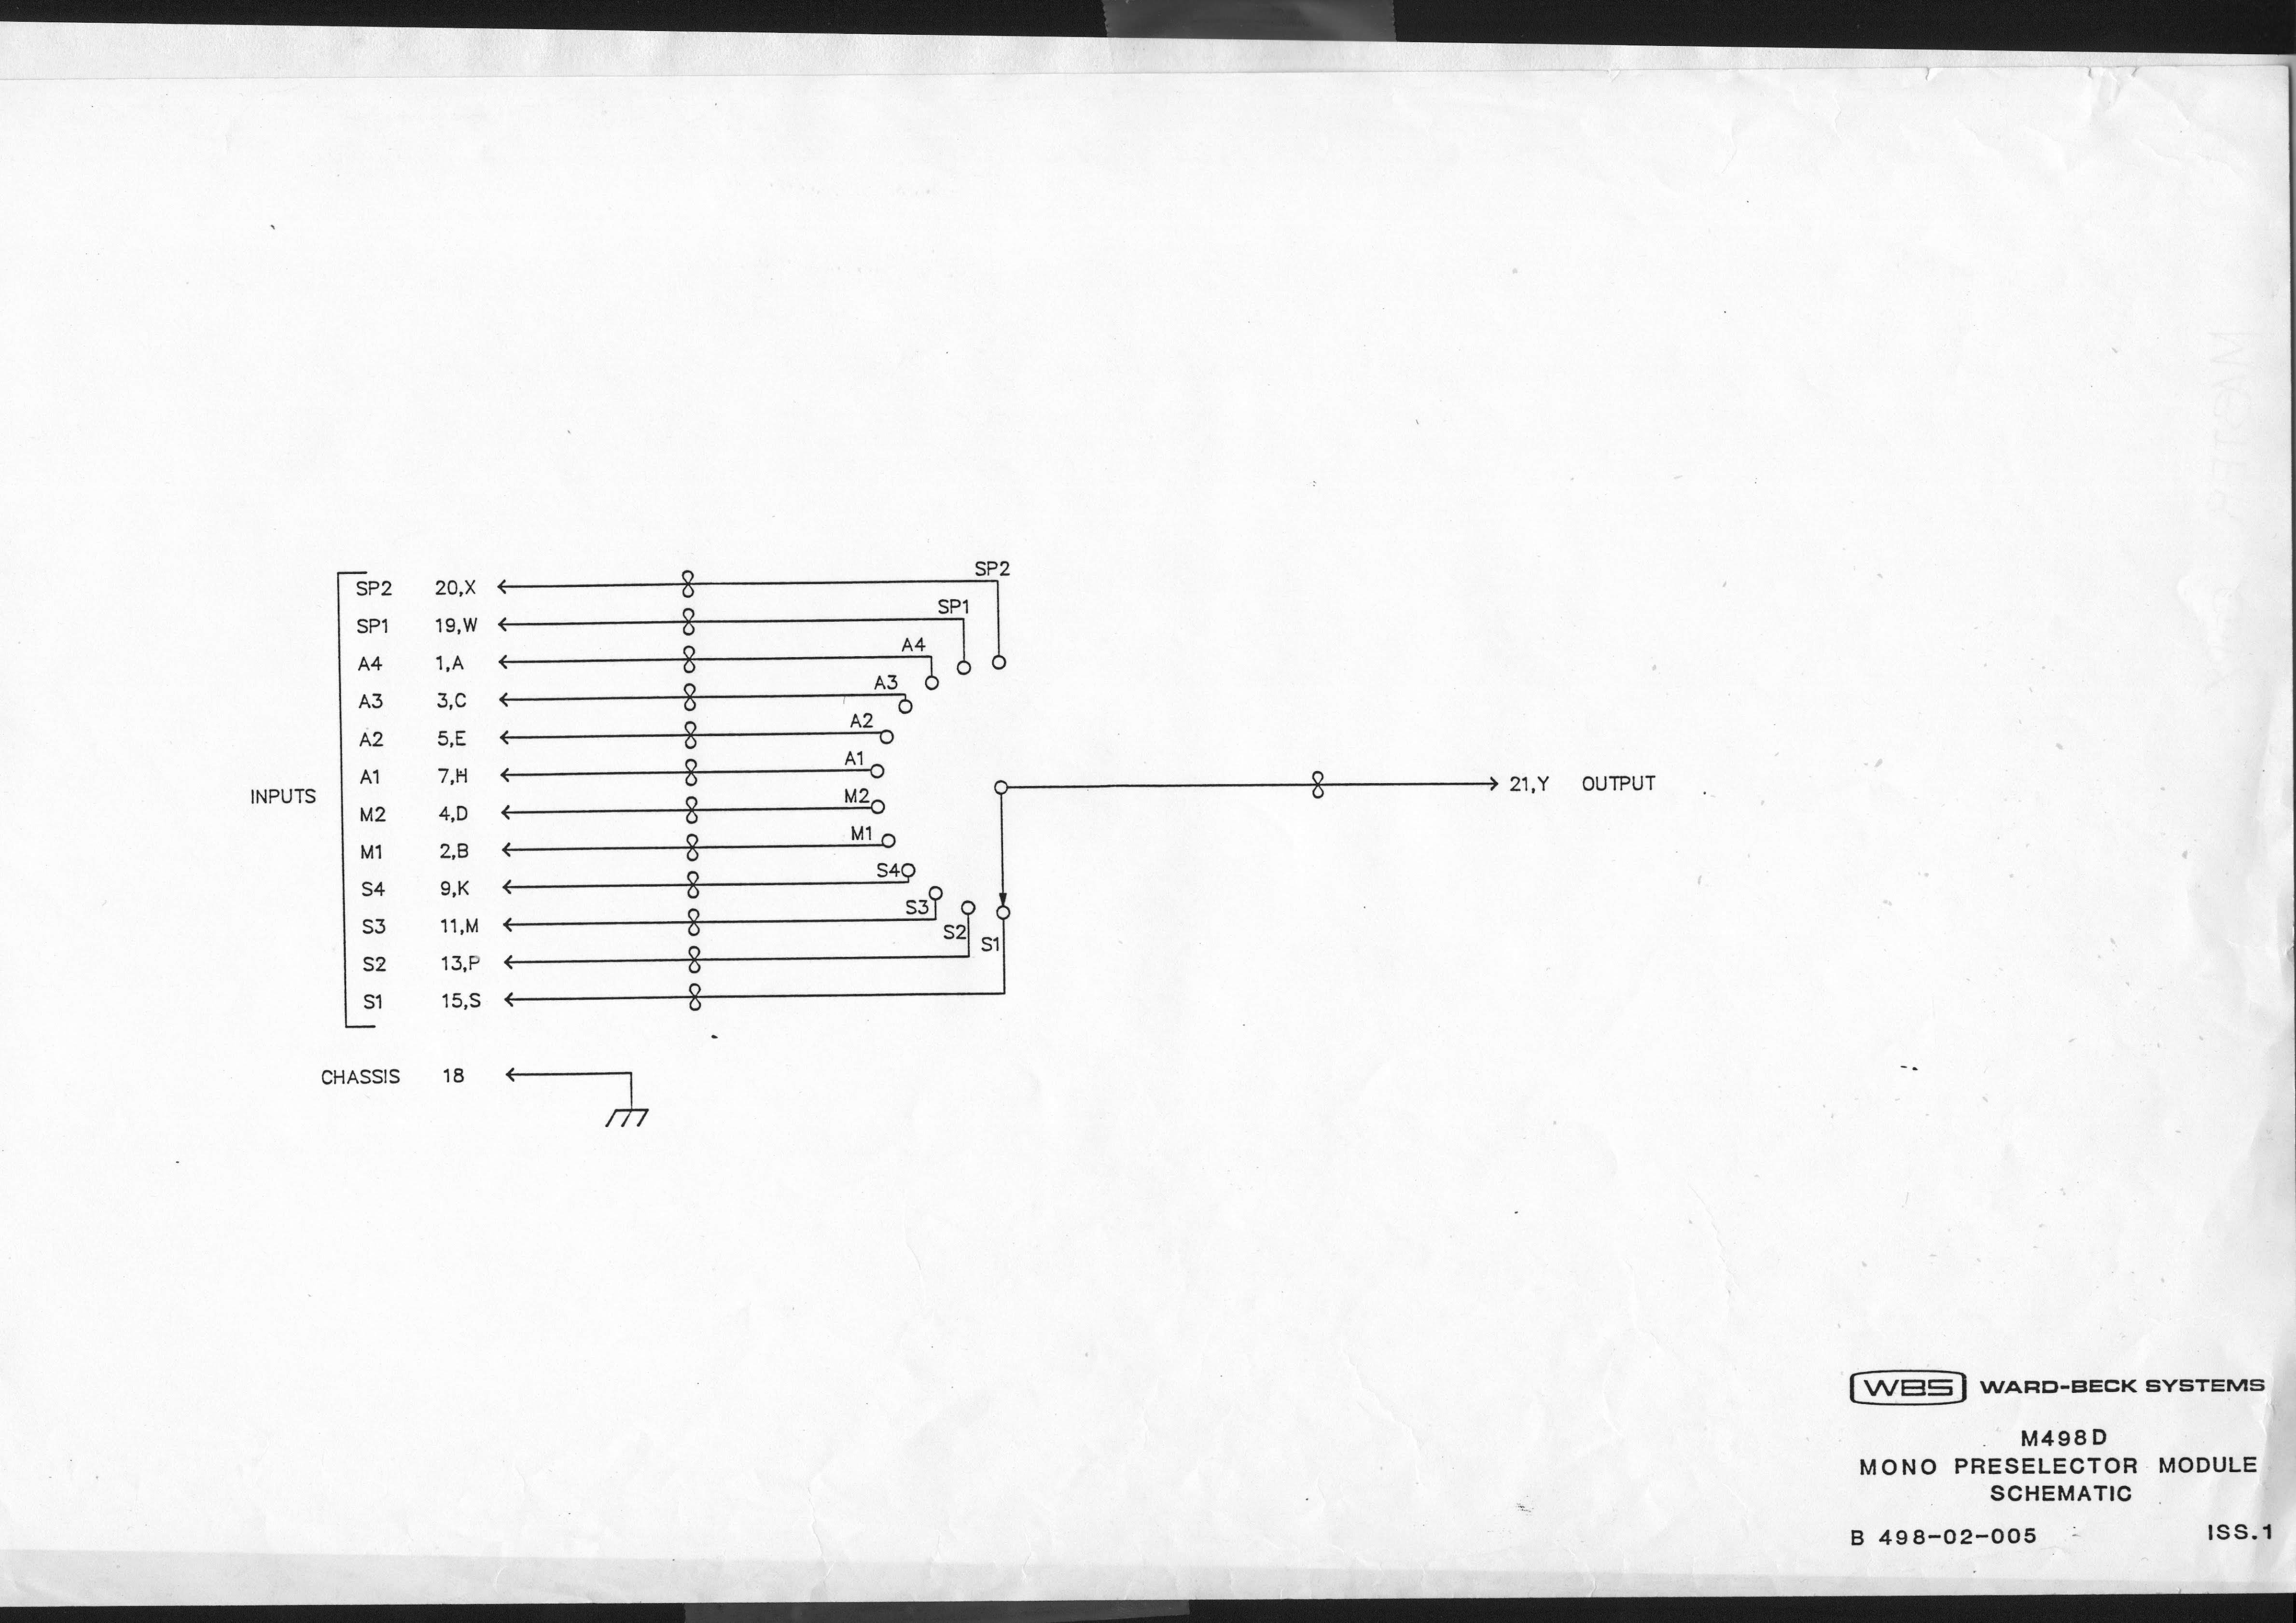 SP2
SP2 20,X
SP1
SP1 19,W
A4
A4 1,A
A3
A3 3,C
A2
A2 5,E
A1
A1 7,H
21,Y OUTPUT
INPUTS
M2
M2 4,D
M1
M1 2,B
S4
S4 9,K
S3
S3 11,M
S2
S1
S2 13,P
S1 15,S
CHASSIS 18
WBS WARD-BECK SYSTEMS
M498D
MONO PRESELECTOR MODULE
SCHEMATIC
B 498-02-005 ISS.1